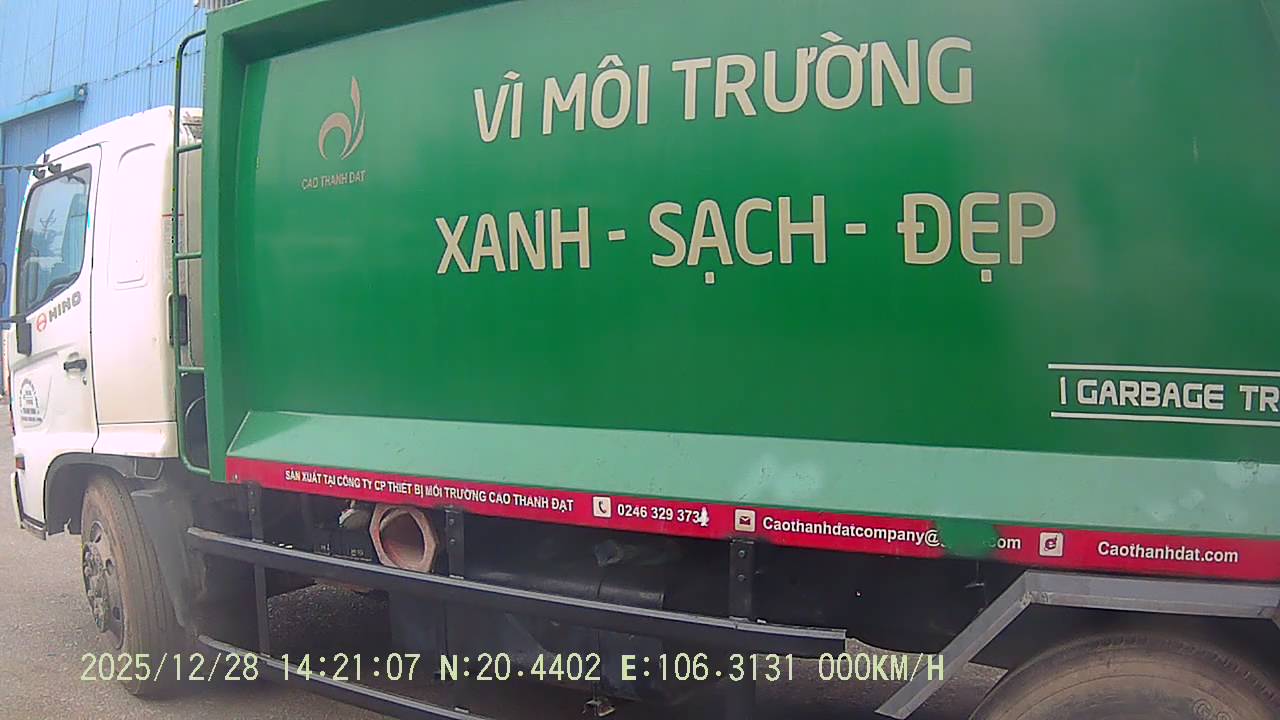 VÌ MÔI TRƯỜNG
CAO THANH DAT
XANH - SẠCH - ĐẸP
HINO
GARBAGE TR
SẢN XUẤT TẠI CÔNG TY CP THIẾT BỊ MÔI TRƯỜNG CAO THANH ĐẠT
0246 329 373
Caothanhdatcompany@ .com
Caothanhdat.com
2025/12/28 14:21:07 N:20.4402 E:106.3131 000KM/H